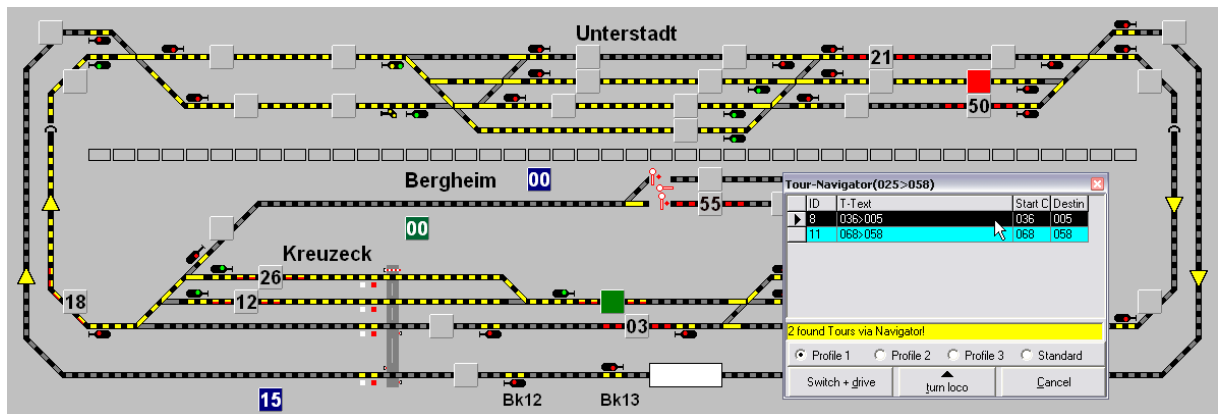 Unterstadt
21
50
Bergheim 00
55
00
Kreuzeck
26
18
12
03
15
Bk12
Bk13
Tour-Navigator(025>058)
ID T-Text Start C Destin
8 036>005 036 005
11 068>058 068 058
2 found Tours via Navigator!
Profile 1 Profile 2 Profile 3 Standard
Switch + drive turn loco Cancel